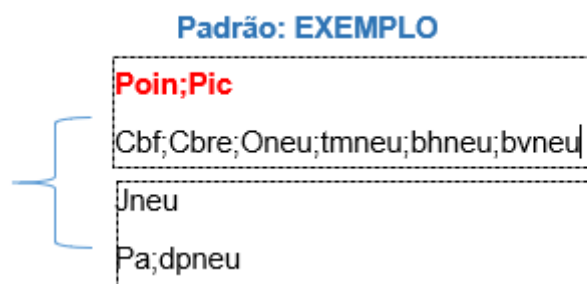 Padrão: EXEMPLO
Poin;Pic
Cbf;Cbre;Oneu;tmneu;bhneu;bvneu
Jneu
Pa;dpneu